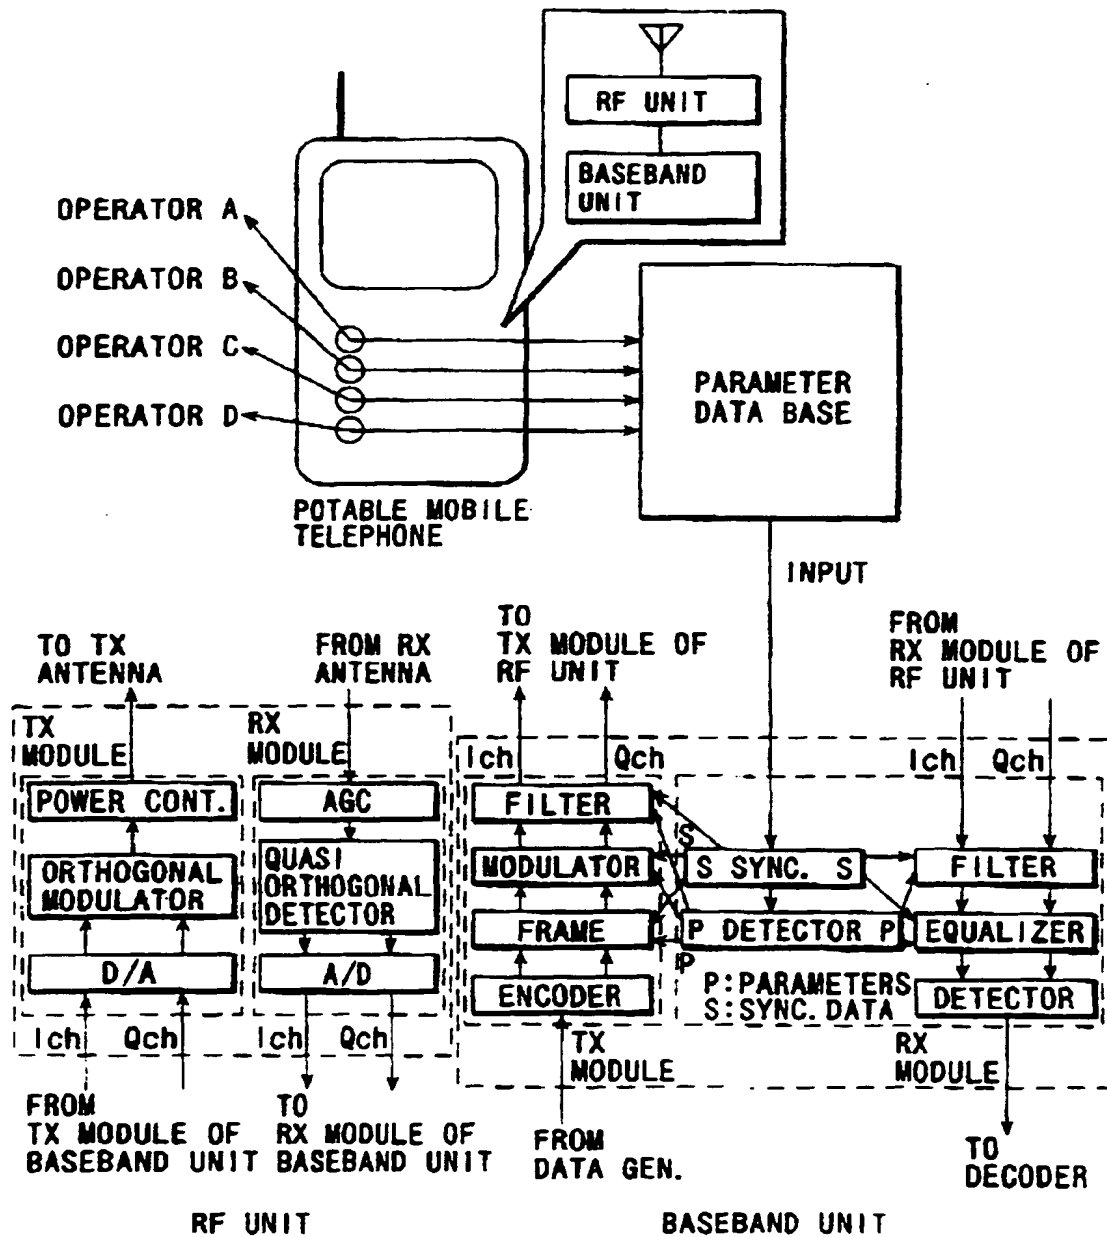 RF UNIT
BASEBAND
UNIT
OPERATOR A
OPERATOR B
OPERATOR C
OPERATOR D
PARAMETER
DATA BASE
POTABLE MOBILE
TELEPHONE
INPUT
TO TX
ANTENNA
FROM RX
ANTENNA
TO
TX MODULE OF
RF UNIT
FROM
RX MODULE OF
RF UNIT
TX
MODULE
RX
MODULE
POWER CONT.
AGC
ORTHOGONAL
MODULATOR
QUASI
ORTHOGONAL
DETECTOR
D/A
A/D
Ich
Qch
Ich
Qch
FROM
TX MODULE OF
BASEBAND UNIT
TO
RX MODULE OF
BASEBAND UNIT
RF UNIT
Ich
Qch
Ich
Qch
FILTER
S
MODULATOR
S SYNC. S
FILTER
FRAME
P DETECTOR P
EQUALIZER
P
ENCODER
P:PARAMETERS
S:SYNC. DATA
DETECTOR
TX
MODULE
RX
MODULE
FROM
DATA GEN.
TO
DECODER
BASEBAND UNIT